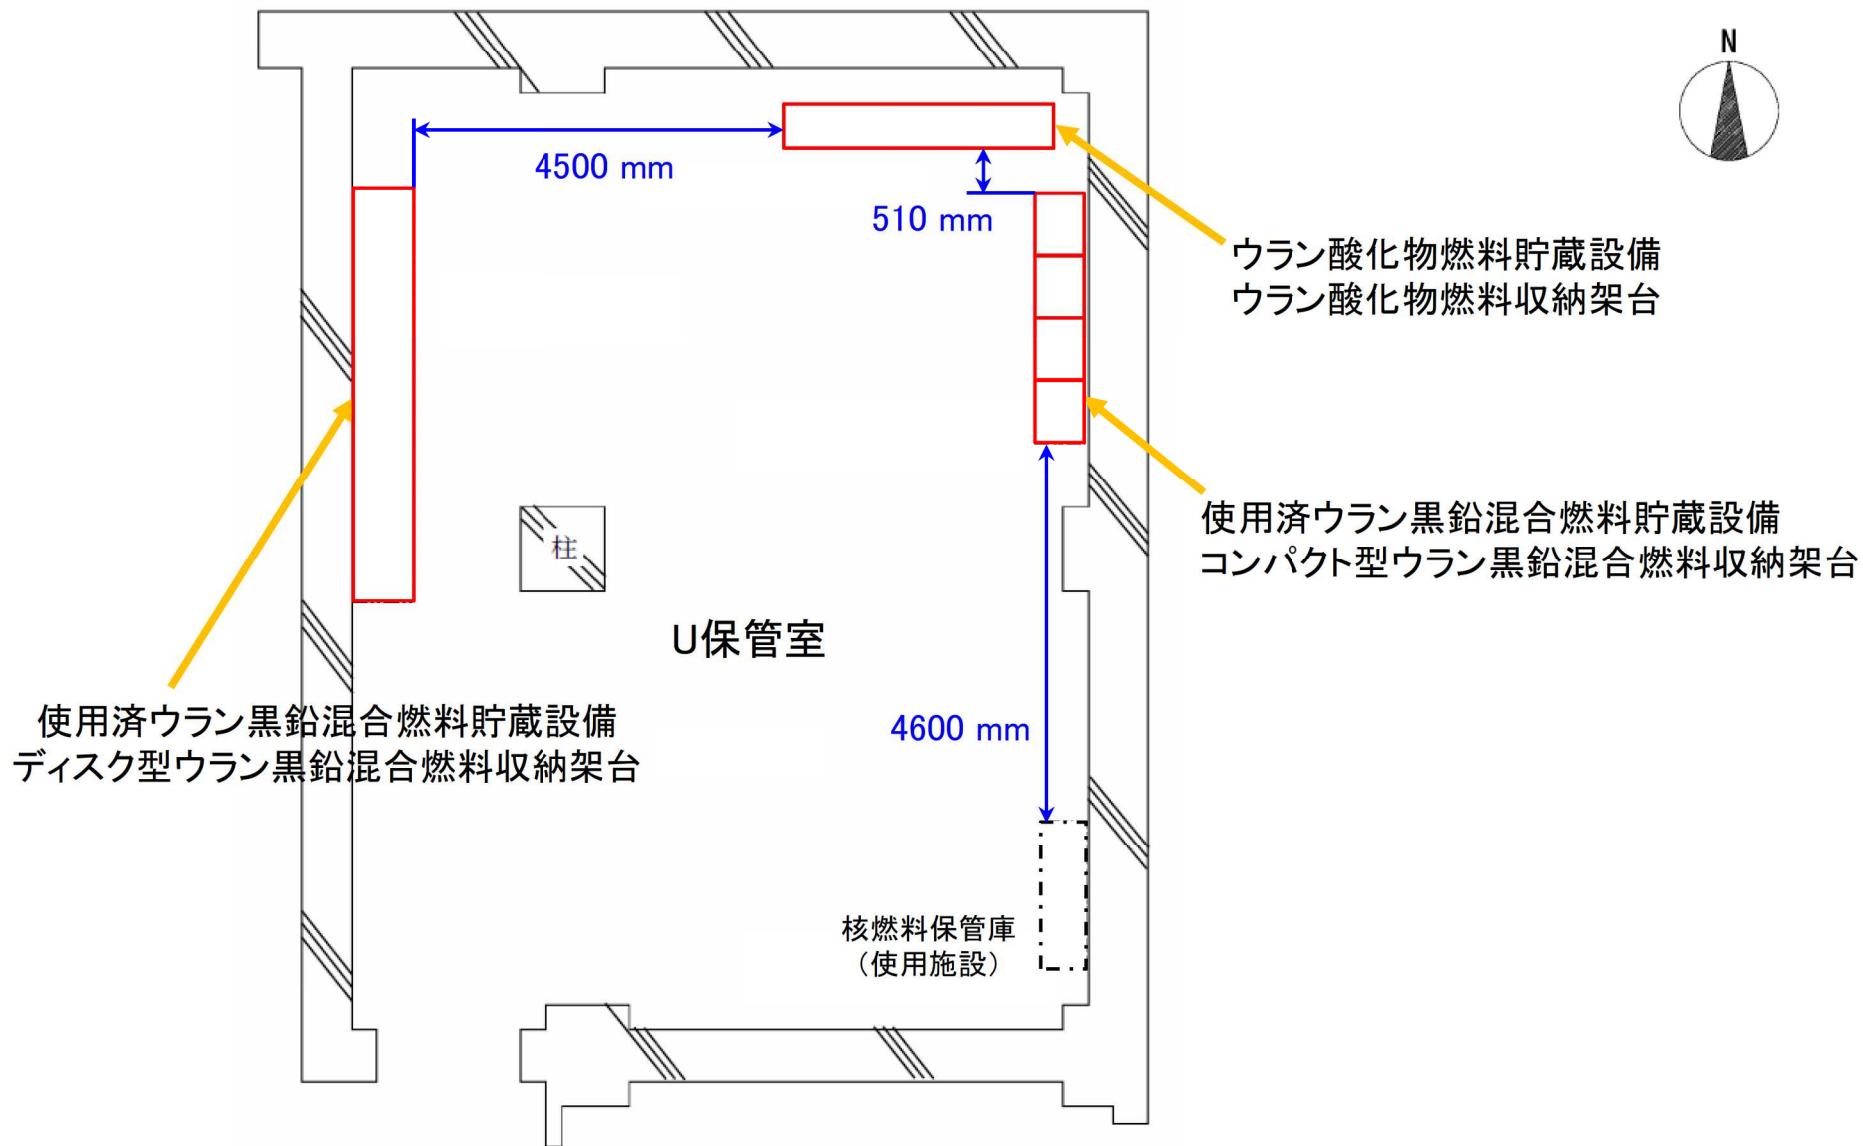 N
4500 mm
510 mm
ウラン酸化物燃料貯蔵設備
ウラン酸化物燃料収納架台
使用済ウラン黒鉛混合燃料貯蔵設備
コンパクト型ウラン黒鉛混合燃料収納架台
柱
U保管室
使用済ウラン黒鉛混合燃料貯蔵設備
ディスク型ウラン黒鉛混合燃料収納架台
4600 mm
核燃料保管庫
（使用施設）